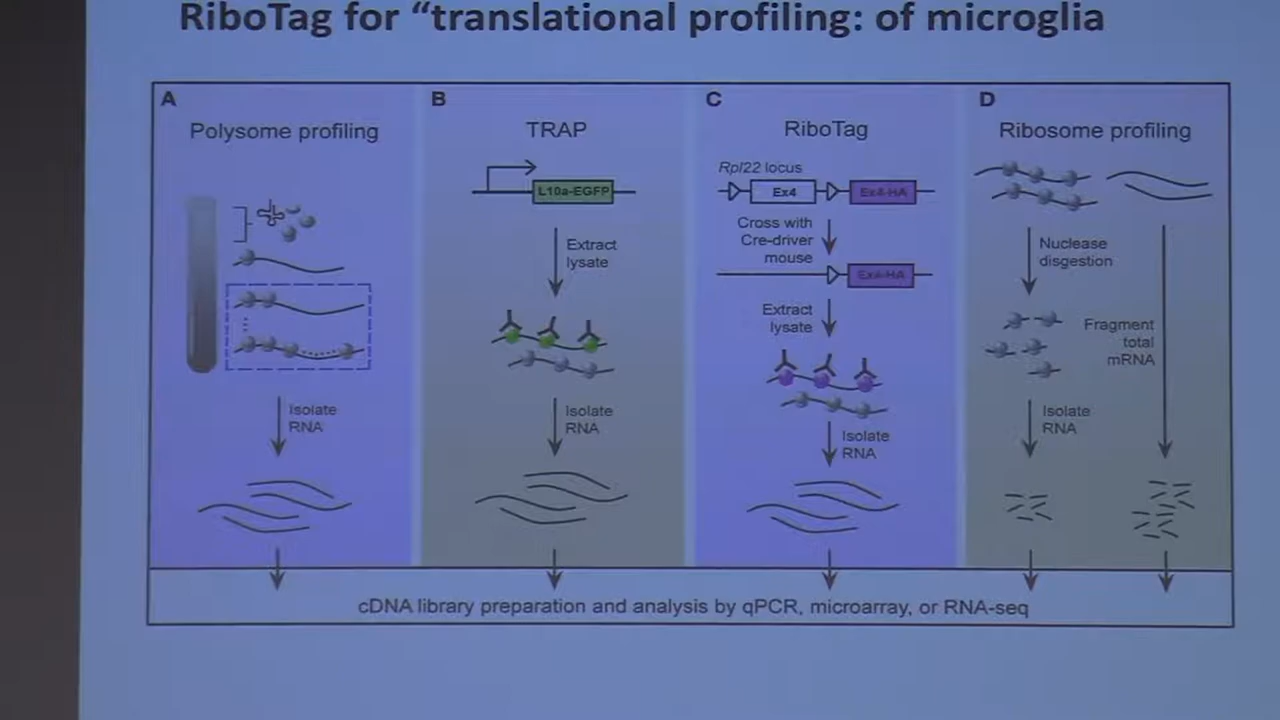 RiboTag for “translational profiling: of microglia
A
Polysome profiling
Isolate
RNA
B
TRAP
L10a-EGFP
Extract
lysate
Isolate
RNA
C
RiboTag
Rpl22 locus
Ex4
Ex4-HA
Cross with
Cre-driver
mouse
Ex4-HA
Extract
lysate
Isolate
RNA
D
Ribosome profiling
Nuclease
disgestion
Fragment
total
mRNA
Isolate
RNA
cDNA library preparation and analysis by qPCR, microarray, or RNA-seq